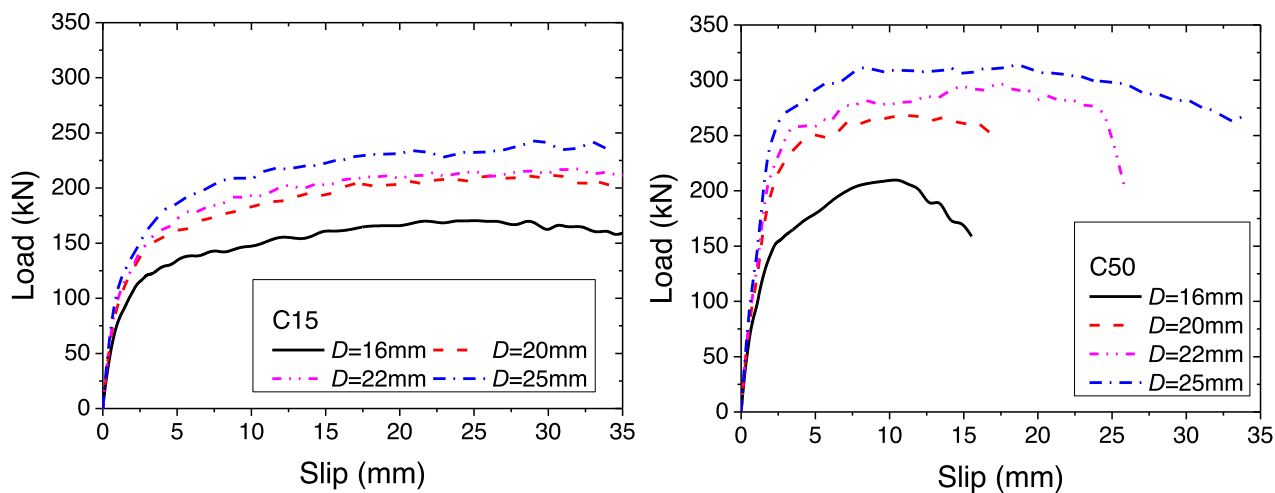 350
300
250
200
150
100
50
0
Load (kN)
C15
D=16mm D=20mm
D=22mm D=25mm
0 5 10 15 20 25 30 35
Slip (mm)
350
300
250
200
150
100
50
0
Load (kN)
C50
D=16mm
D=20mm
D=22mm
D=25mm
0 5 10 15 20 25 30 35
Slip (mm)